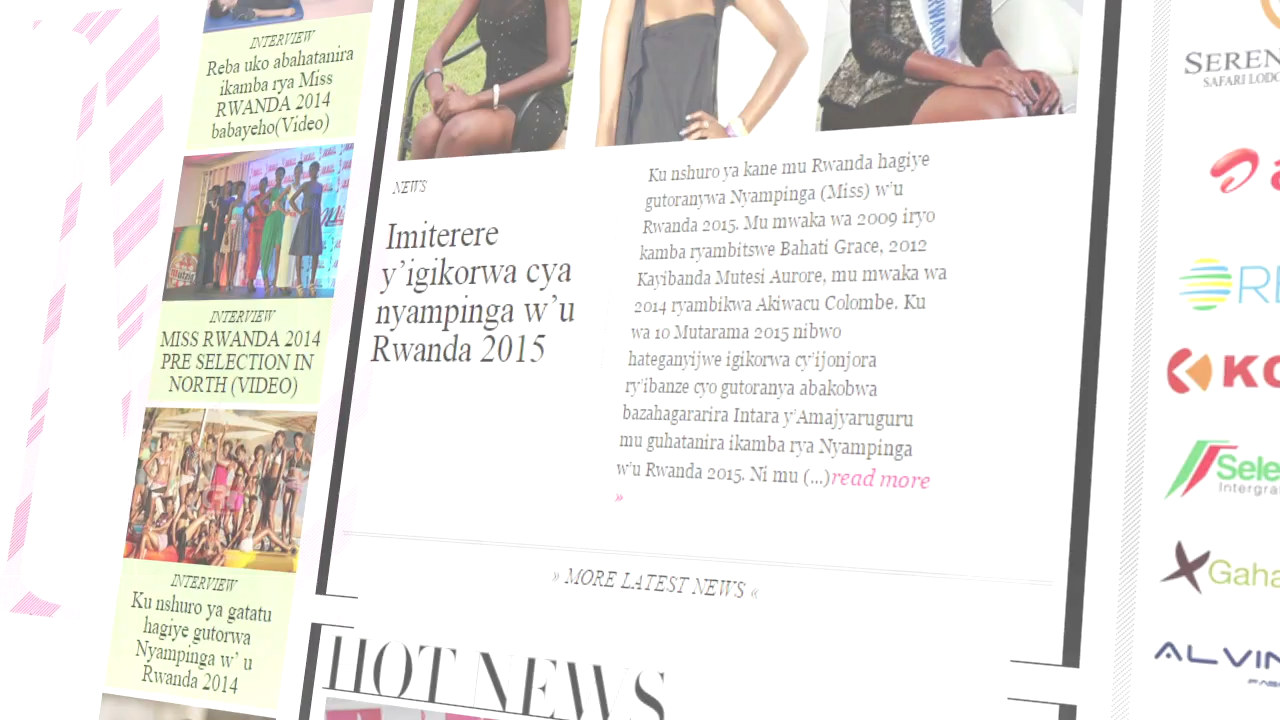 INTERVIEW
Reba uko abahatanira
ikamba rya Miss
RWANDA 2014
babayeho(Video)
INTERVIEW
MISS RWANDA 2014
PRE SELECTION IN
NORTH (VIDEO)
INTERVIEW
Ku nshuro ya gatatu
hagiye gutorwa
Nyampinga w’ u
Rwanda 2014
RWANDA
NEWS
Imiterere
y’igikorwa cya
nyampinga w’u
Rwanda 2015
Ku nshuro ya kane mu Rwanda hagiye
gutoranywa Nyampinga (Miss) w’u
Rwanda 2015. Mu mwaka wa 2009 iryo
kamba ryambitswe Bahati Grace, 2012
Kayibanda Mutesi Aurore, mu mwaka wa
2014 ryambikwa Akiwacu Colombe. Ku
wa 10 Mutarama 2015 nibwo
hateganyijwe igikorwa cy’ijonjora
ry’ibanze cyo gutoranya abakobwa
bazahagararira Intara y’Amajyaruguru
mu guhatanira ikamba rya Nyampinga
w’u Rwanda 2015. Ni mu (...)read more
»
» MORE LATEST NEWS «
HOT NEWS
SEREN
SAFARI LODG
a
RE
KO
Sele
Intergra
Gaha
ALVIN
FAB